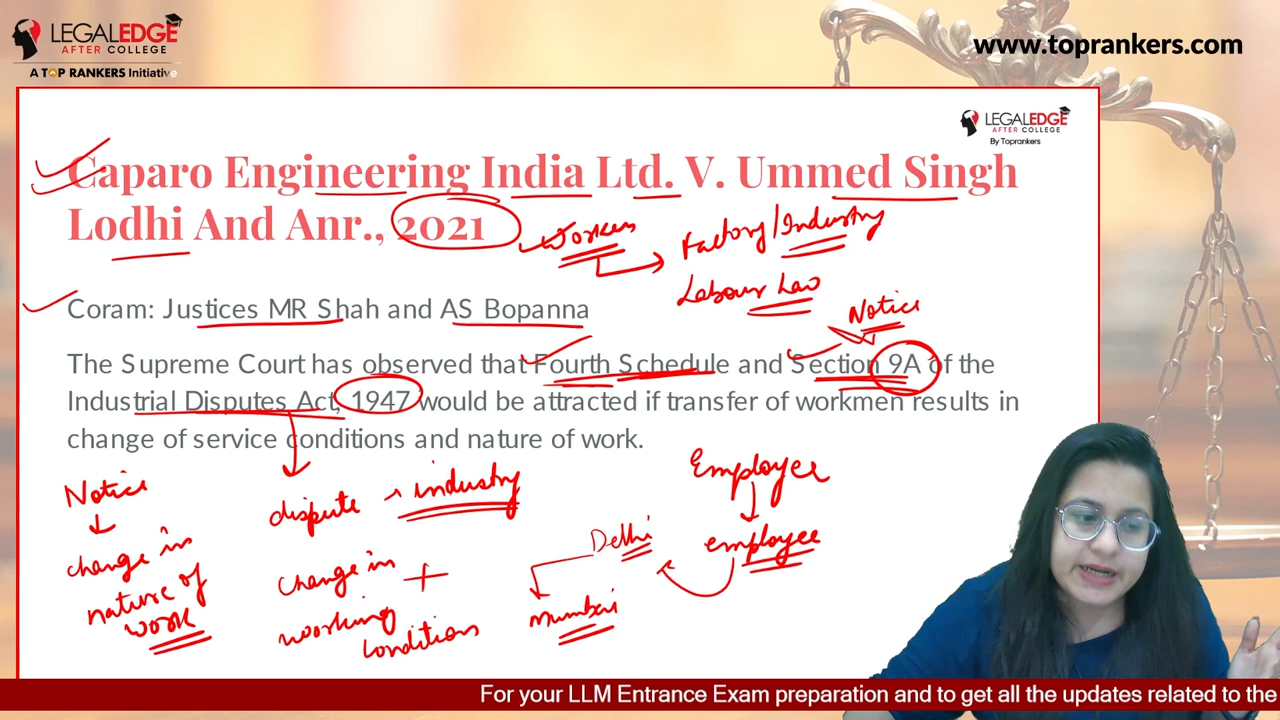 LEGALEDGE
AFTER COLLEGE
A TOP RANKERS Initiative
www.toprankers.com
LEGALEDGE
AFTER COLLEGE
By Toprankers
Caparo Engineering India Ltd. V. Ummed Singh
Lodhi And Anr., 2021
Workers
Factory/Industry
Labour Law
Coram: Justices MR Shah and AS Bopanna
Notice
The Supreme Court has observed that Fourth Schedule and Section 9A of the
Industrial Disputes Act, 1947 would be attracted if transfer of workmen results in
change of service conditions and nature of work.
Notice
change in
nature of
work
dispute industry
change in +
working
conditions
Employee
employee
Delhi
Mumbai
For your LLM Entrance Exam preparation and to get all the updates related to the